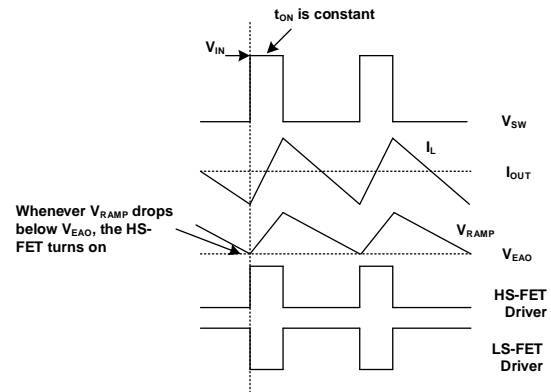 tON is constant
VIN
VSW
IL
IOUT
Whenever VRAMP drops
below VEAO, the HS-
FET turns on
VRAMP
VEAO
HS-FET
Driver
LS-FET
Driver